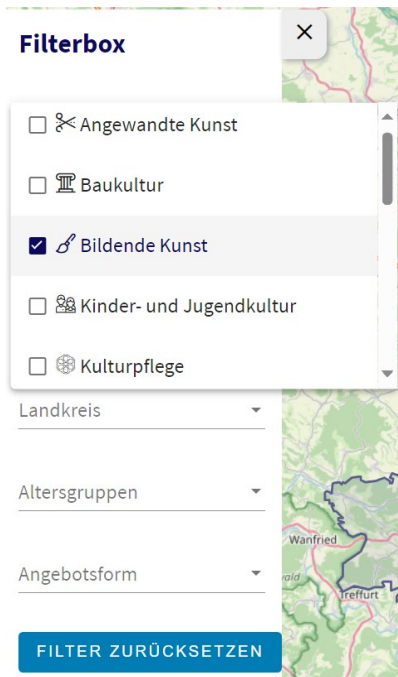 Filterbox
Angewandte Kunst
Baukultur
Bildende Kunst
Kinder- und Jugendkultur
Kulturpflege
Landkreis
Altersgruppen
Wanfried
Angebotsform
Treffurt
FILTER ZURÜCKSETZEN